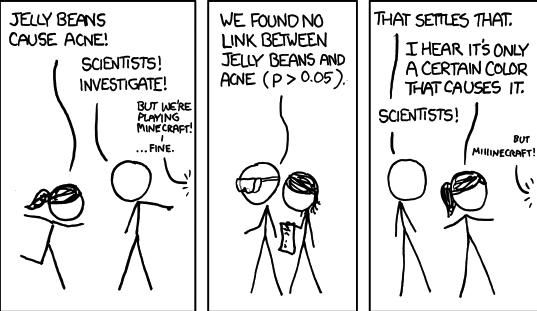 JELLY BEANS
CAUSE ACNE!
SCIENTISTS!
INVESTIGATE!
BUT WE'RE
PLAYING
MINECRAFT!
...FINE.
WE FOUND NO
LINK BETWEEN
JELLY BEANS AND
ACNE (P > 0.05).
THAT SETTLES THAT.
I HEAR IT'S ONLY
A CERTAIN COLOR
THAT CAUSES IT.
SCIENTISTS!
BUT
MIIINECRAFT!